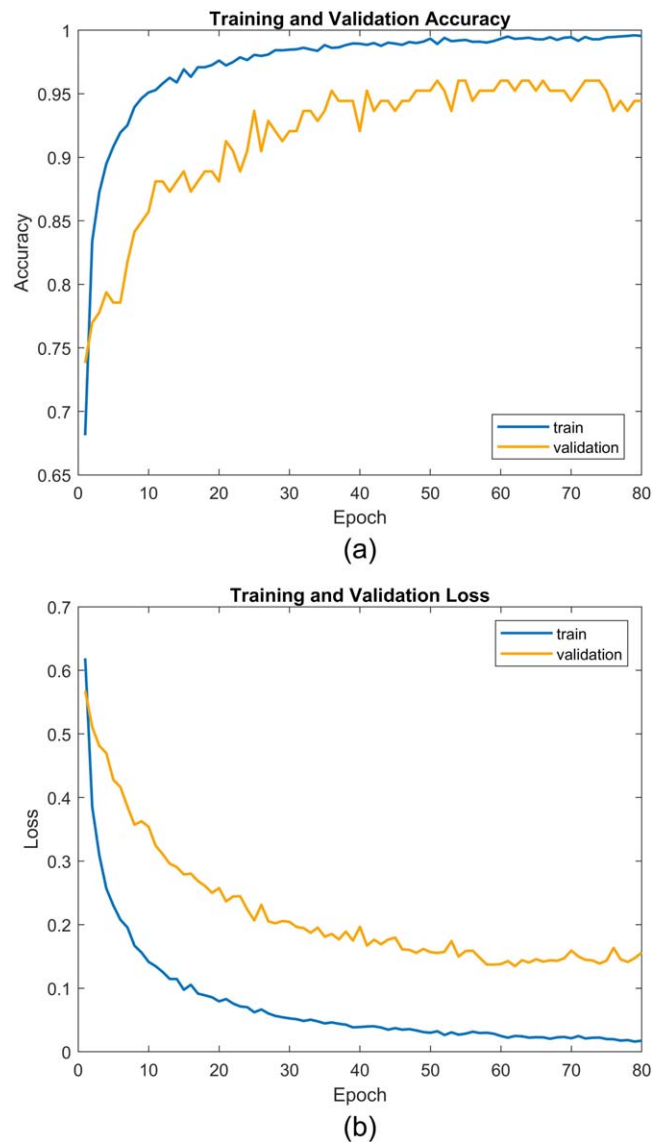 Training and Validation Accuracy
1
0.95
0.9
0.85
0.8
0.75
0.7
0.65
Accuracy
train
validation
0 10 20 30 40 50 60 70 80
Epoch
(a)
Training and Validation Loss
0.7
0.6
0.5
0.4
0.3
0.2
0.1
0
Loss
train
validation
0 10 20 30 40 50 60 70 80
Epoch
(b)